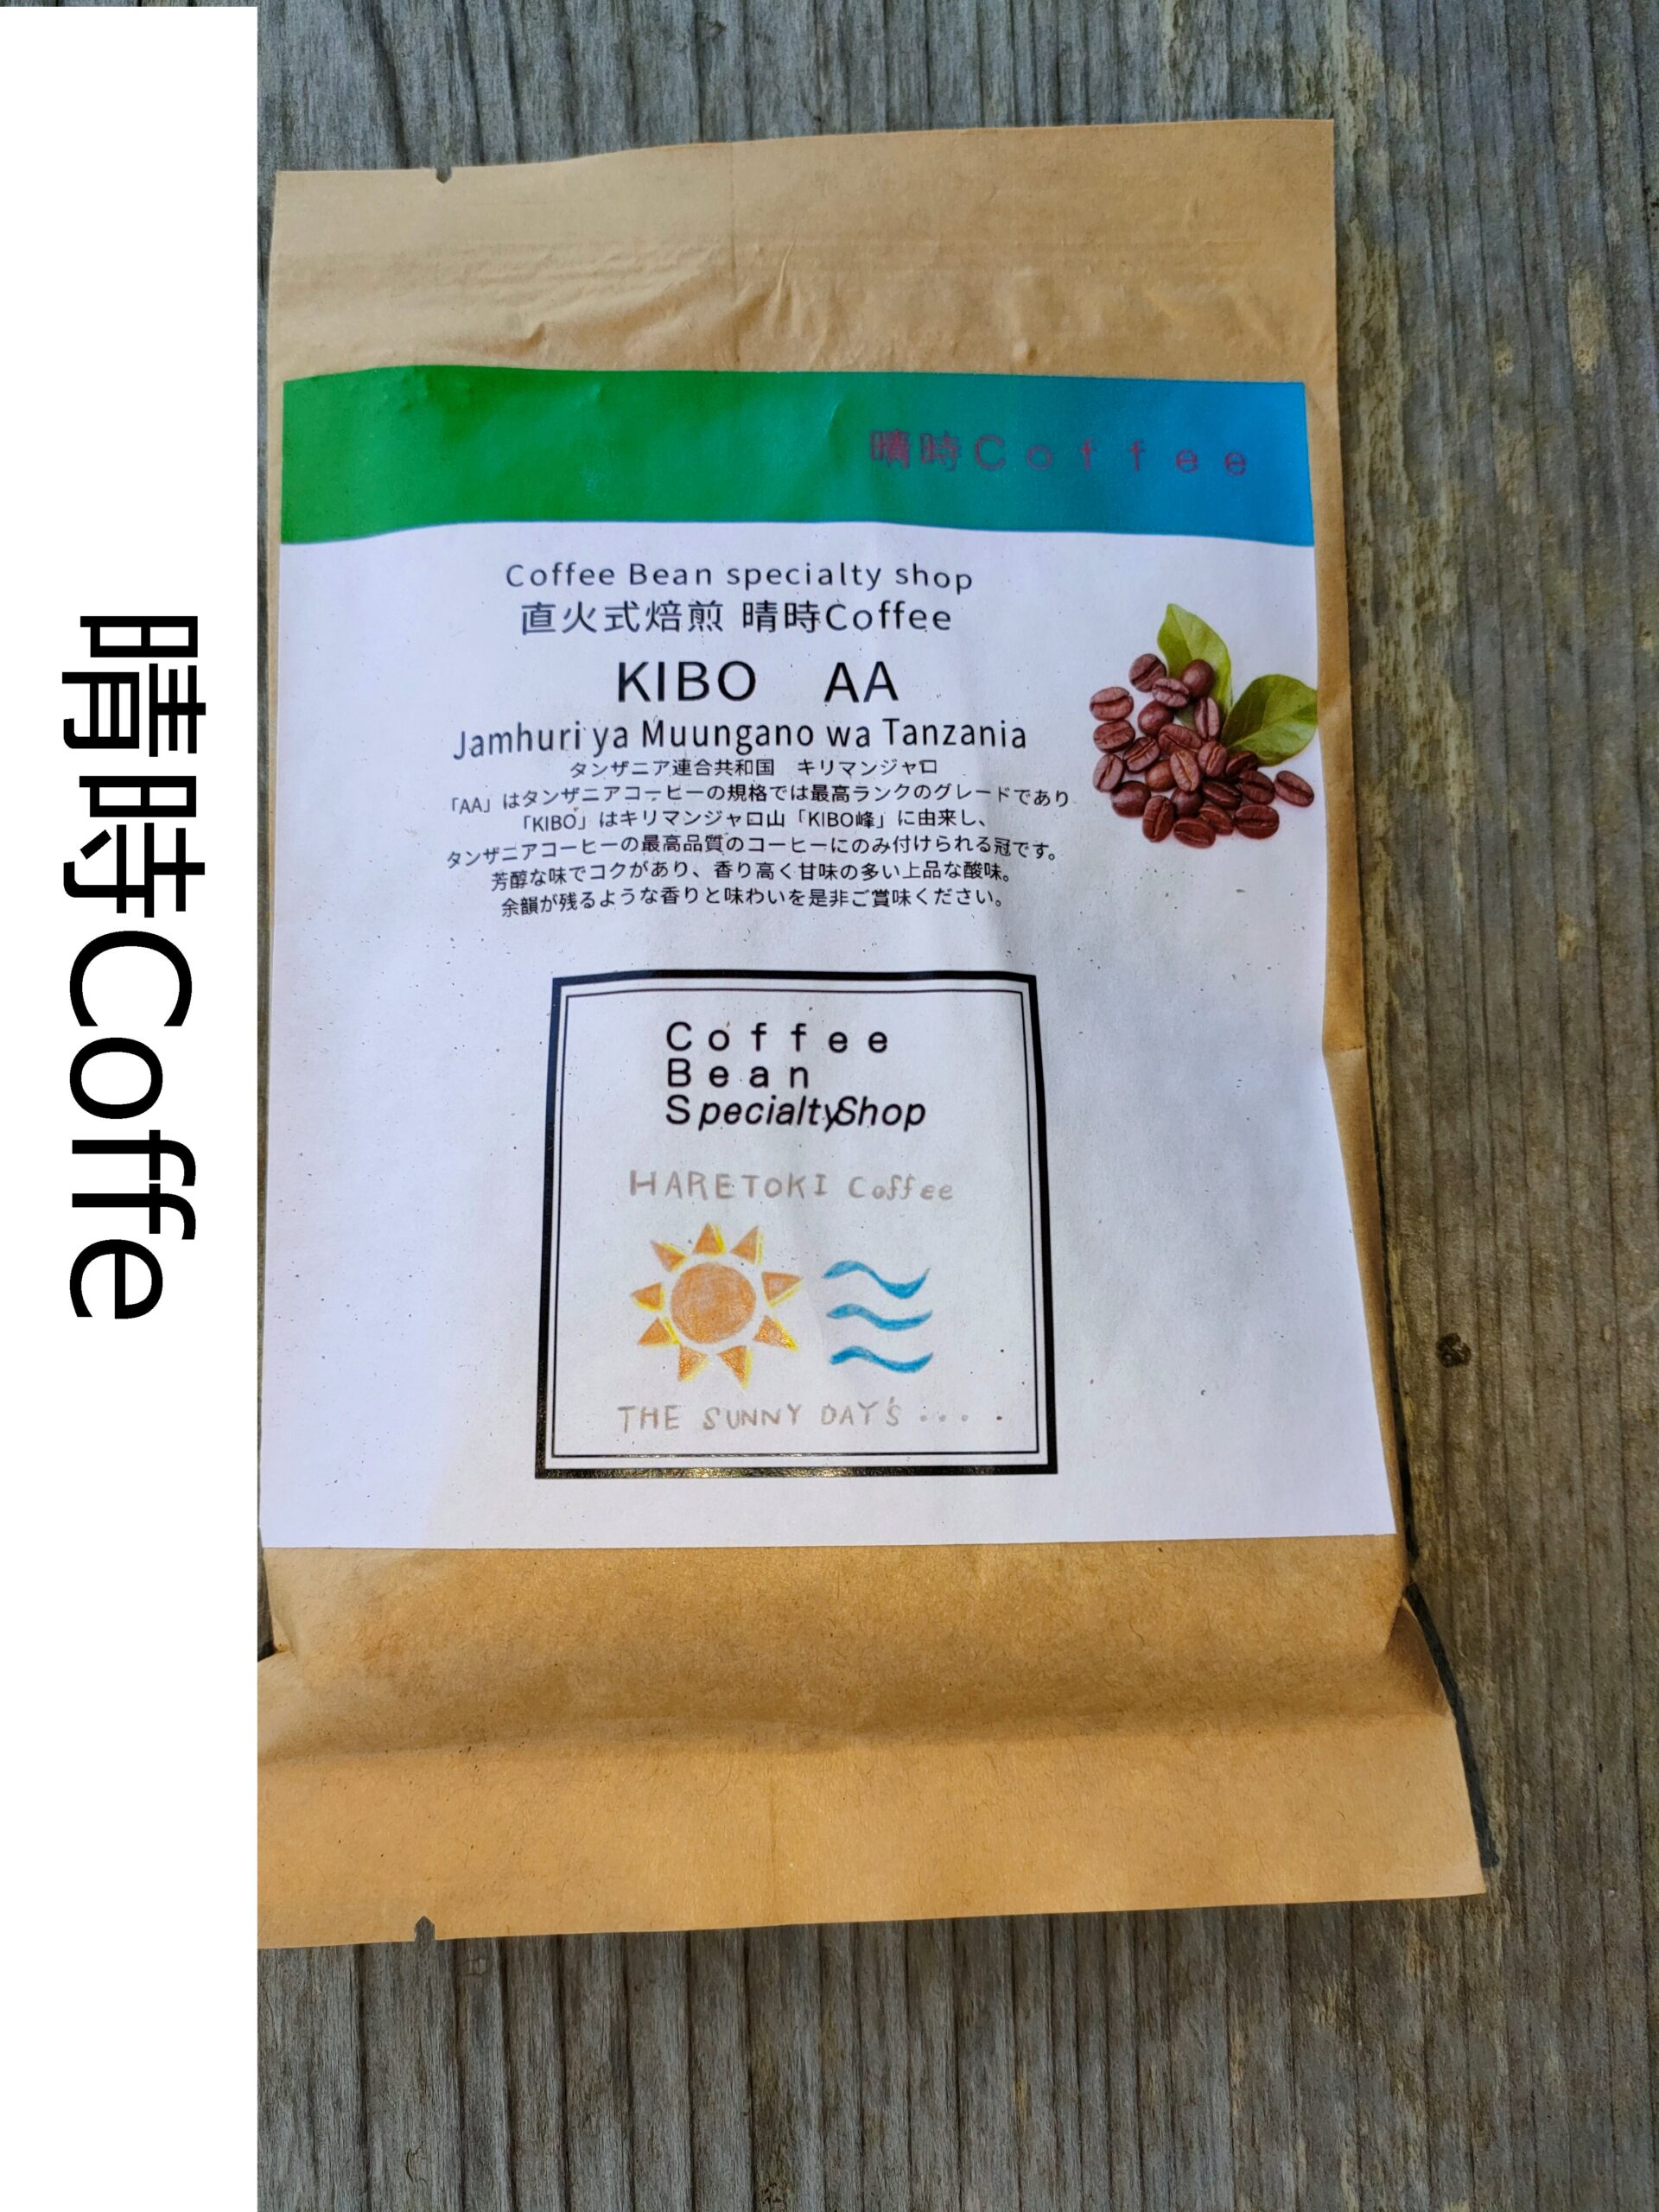 晴時Coffe
晴時Coffee
Coffee Bean specialty shop
直火式焙煎 晴時Coffee
KIBO　AA
Jamhuri ya Muungano wa Tanzania
タンザニア連合共和国　キリマンジャロ
「AA」はタンザニアコーヒーの規格では最高ランクのグレードであり
「KIBO」はキリマンジャロ山「KIBO峰」に由来し、
タンザニアコーヒーの最高品質のコーヒーにのみ付けられる冠です。
芳醇な味でコクがあり、香り高く甘味の多い上品な酸味。
余韻が残るような香りと味わいを是非ご賞味ください。
Coffee
Bean
SpecialtyShop
HARETOKI Coffee
THE SUNNY DAY'S....